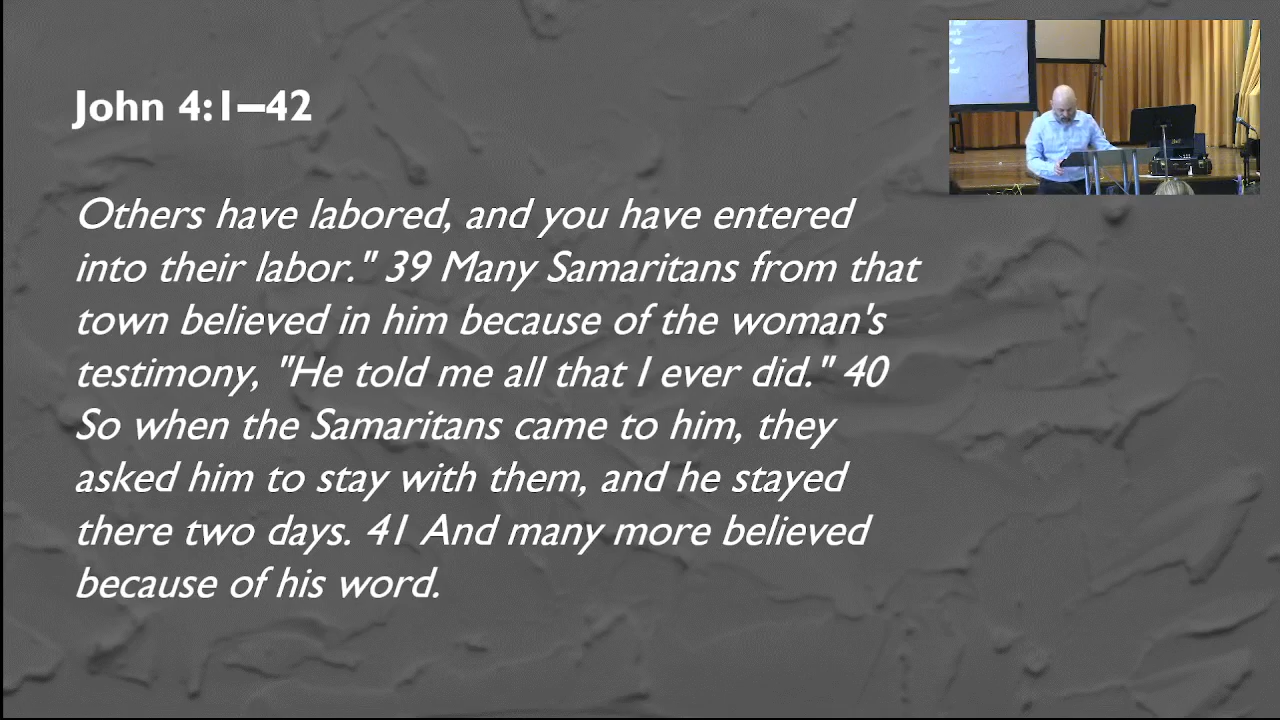 John 4:1—42
Others have labored, and you have entered
into their labor." 39 Many Samaritans from that
town believed in him because of the woman's
testimony, "He told me all that I ever did." 40
So when the Samaritans came to him, they
asked him to stay with them, and he stayed
there two days. 41 And many more believed
because of his word.